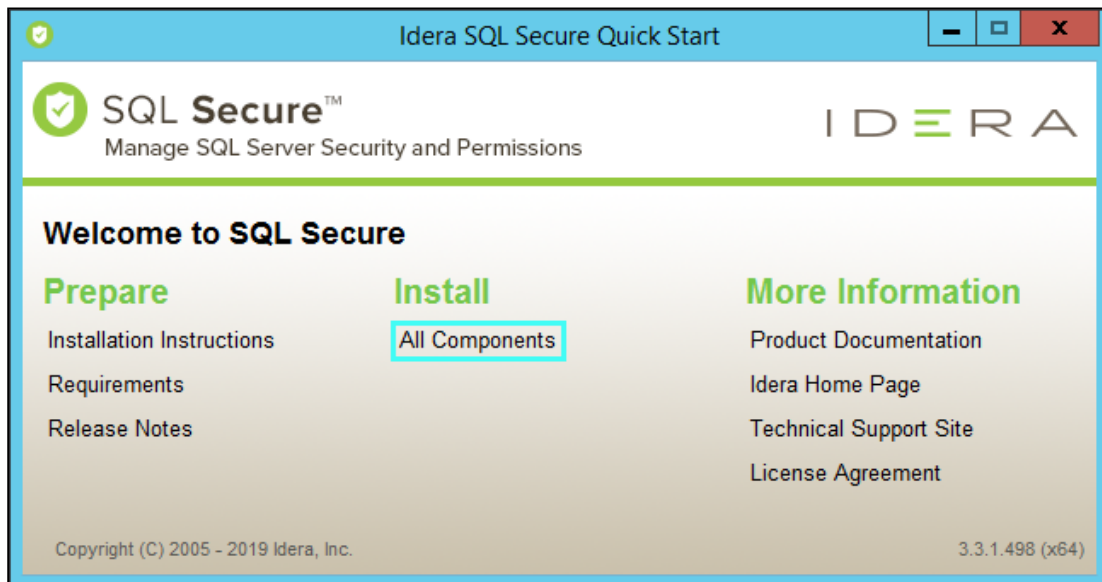 Idera SQL Secure Quick Start
SQL Secure™
Manage SQL Server Security and Permissions
IDERA
Welcome to SQL Secure
Prepare
Installation Instructions
Requirements
Release Notes
Install
All Components
More Information
Product Documentation
Idera Home Page
Technical Support Site
License Agreement
Copyright (C) 2005 - 2019 Idera, Inc.
3.3.1.498 (x64)